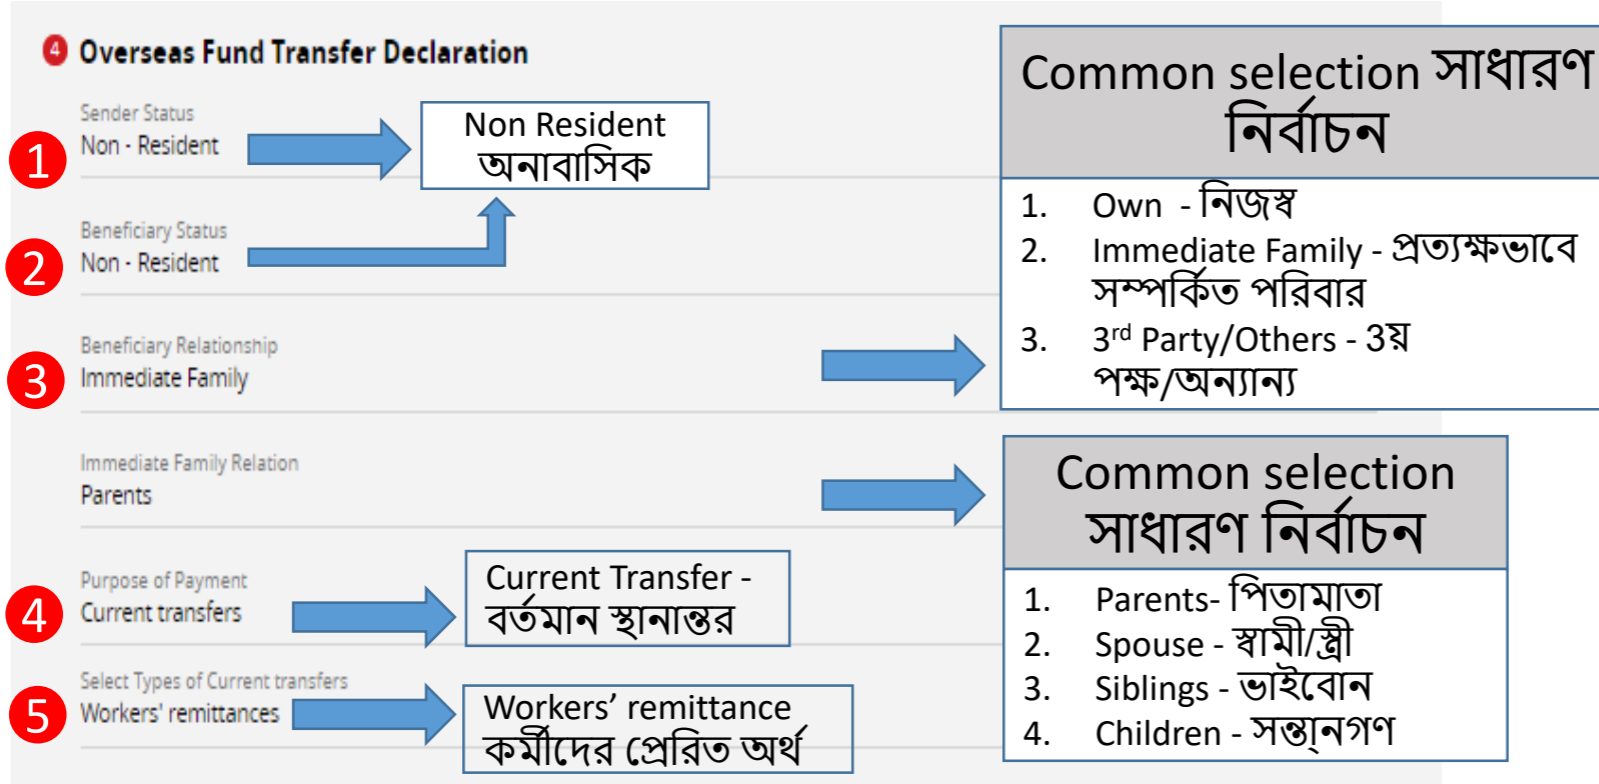 4 Overseas Fund Transfer Declaration
Sender Status
1 Non - Resident
Non Resident
অনাবাসিক
Beneficiary Status
2 Non - Resident
Beneficiary Relationship
3 Immediate Family
Common selection সাধারণ
নির্বাচন
1. Own - নিজস্ব
2. Immediate Family - প্রত্যক্ষভাবে
সম্পর্কিত পরিবার
3. 3rd Party/Others - 3য়
পক্ষ/অন্যান্য
Immediate Family Relation
Parents
Common selection
সাধারণ নির্বাচন
1. Parents- পিতামাতা
2. Spouse - স্বামী/স্ত্রী
3. Siblings - ভাইবোন
4. Children - সন্তা্নগণ
Purpose of Payment
4 Current transfers
Current Transfer -
বর্তমান স্থানান্তর
Select Types of Current transfers
5 Workers' remittances
Workers’ remittance
কর্মীদের প্রেরিত অর্থ